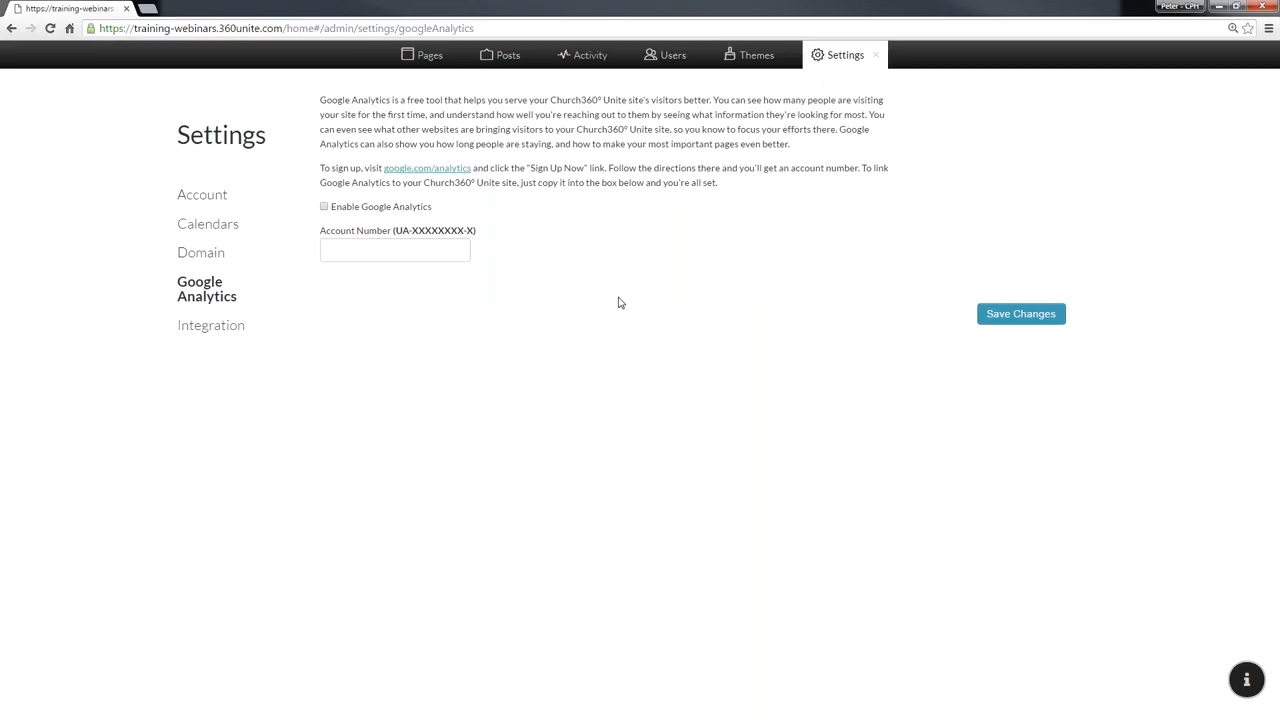 https://training-webinars.
Peter - CPH
https://training-webinars.360unite.com/home#/admin/settings/googleAnalytics
Pages
Posts
Activity
Users
Themes
Settings
Settings
Account
Calendars
Domain
Google
Analytics
Integration
Google Analytics is a free tool that helps you serve your Church360° Unite site's visitors better. You can see how many people are visiting
your site for the first time, and understand how well you're reaching out to them by seeing what information they're looking for most. You
can even see what other websites are bringing visitors to your Church360° Unite site, so you know to focus your efforts there. Google
Analytics can also show you how long people are staying, and how to make your most important pages even better.
To sign up, visit google.com/analytics and click the "Sign Up Now" link. Follow the directions there and you'll get an account number. To link
Google Analytics to your Church360° Unite site, just copy it into the box below and you're all set.
Enable Google Analytics
Account Number (UA-XXXXXXXX-X)
Save Changes